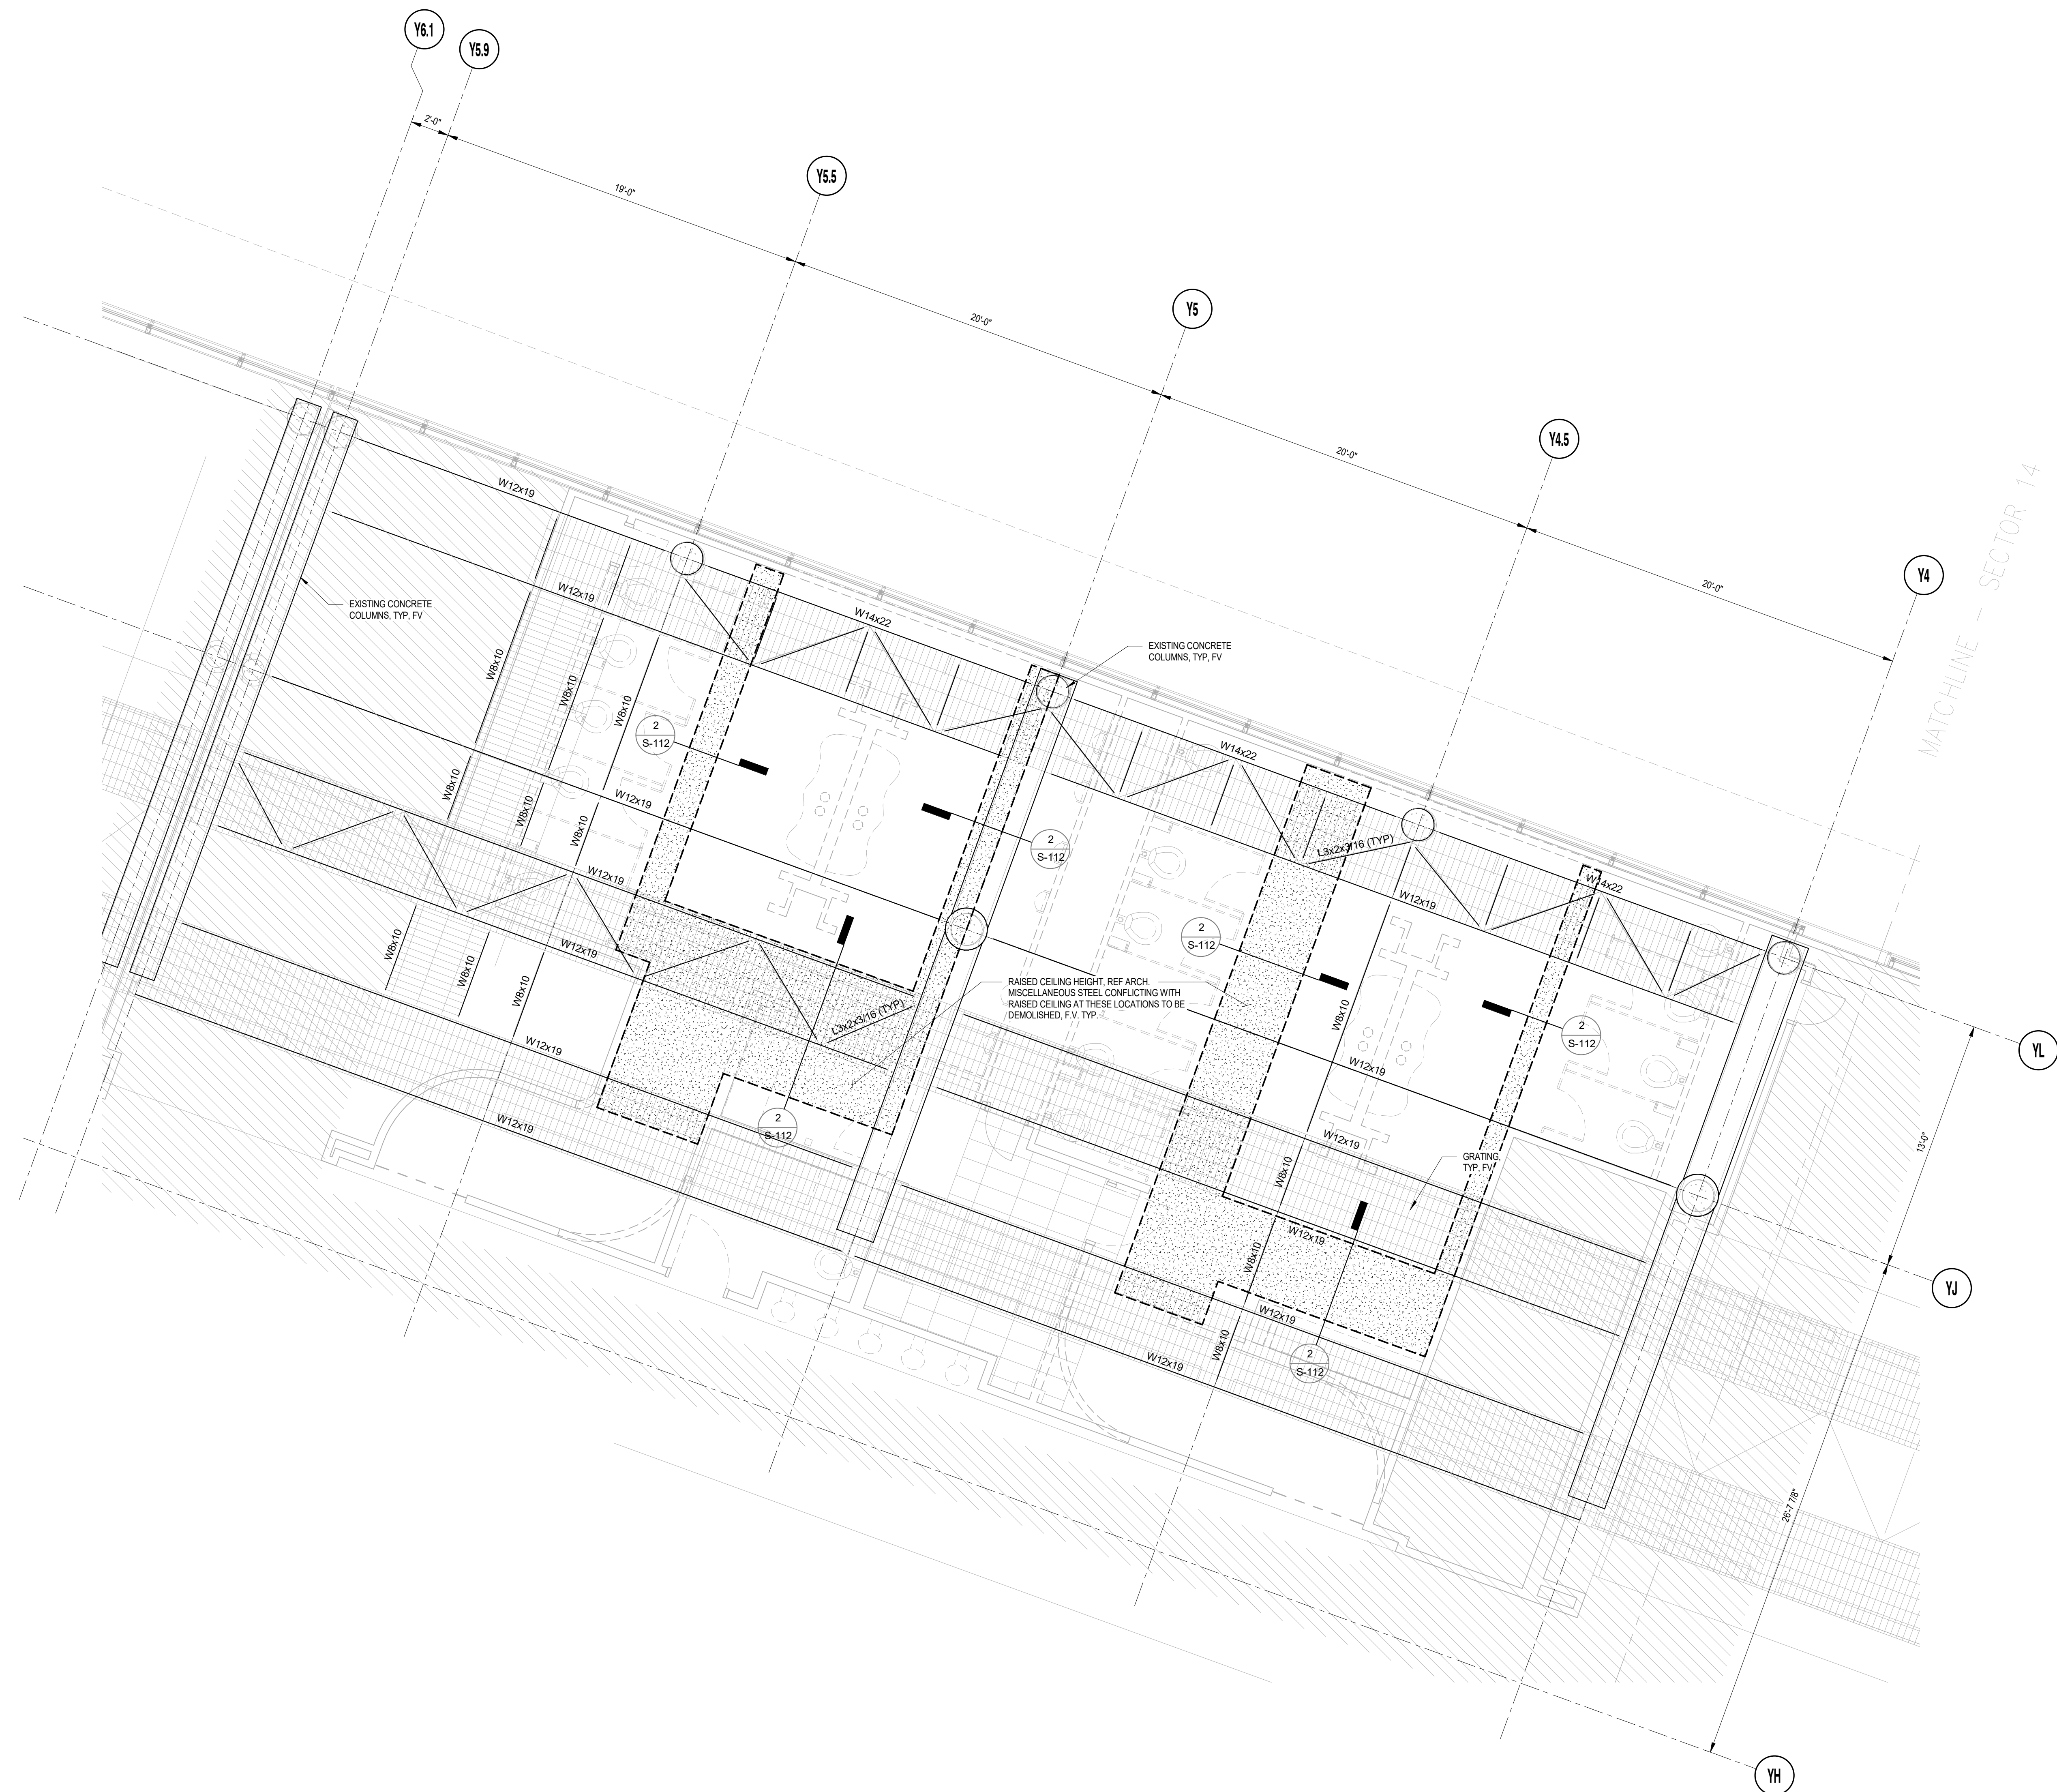 Y6.1
Y5.9
2'-0"
19'-0"
Y5.5
20'-0"
Y5
20'-0"
Y4.5
20'-0"
Y4
MATCHLINE - SECTOR 14
W12x19
W12x19
W14x22
EXISTING CONCRETE
COLUMNS, TYP, FV
EXISTING CONCRETE
COLUMNS, TYP, FV
W8x10
W8x10
W8x10
2
S-112
W14x22
W8x10
W8x10
W8x10
W12x19
2
S-112
L3x2x3/16 (TYP)
W14x22
W12x19
W12x19
W12x19
W8x10
W8x10
W8x10
2
S-112
RAISED CEILING HEIGHT, REF ARCH.
MISCELLANEOUS STEEL CONFLICTING WITH
RAISED CEILING AT THESE LOCATIONS TO BE
DEMOLISHED, F.V. TYP.
L3x2x3/16 (TYP)
W8x10
2
S-112
YL
W12x19
W12x19
W12x19
2
S-112
W12x19
GRATING,
TYP, FV
13'-0"
W8x10
W12x19
W8x10
YJ
W12x19
W12x19
W8x10
2
S-112
26'-7 7/8"
YH